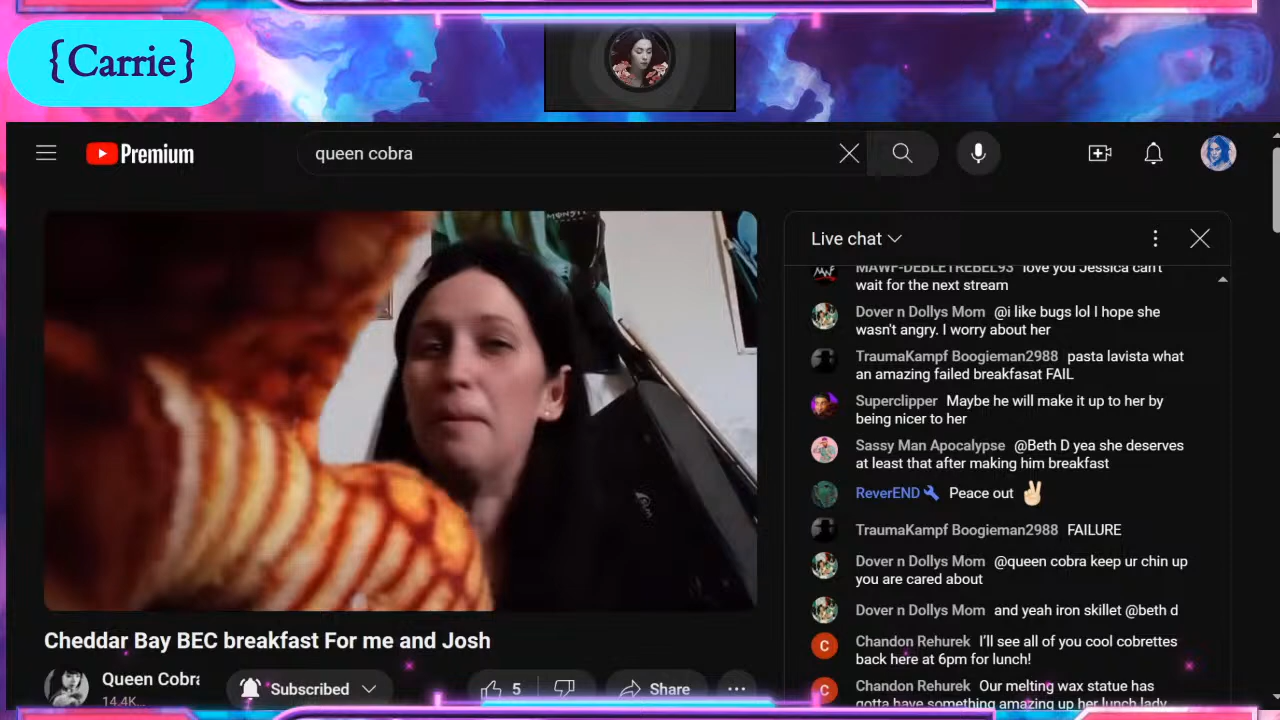 {Carrie}
Premium
queen cobra
MONST
Live chat
MAWF-DEBLETREBEL93 love you Jessica can't
wait for the next stream
Dover n Dollys Mom @i like bugs lol I hope she
wasn't angry. I worry about her
TraumaKampf Boogieman2988 pasta lavista what
an amazing failed breakfasat FAIL
Superclipper Maybe he will make it up to her by
being nicer to her
Sassy Man Apocalypse @Beth D yea she deserves
at least that after making him breakfast
ReverEND Peace out
TraumaKampf Boogieman2988 FAILURE
Dover n Dollys Mom @queen cobra keep ur chin up
you are cared about
Dover n Dollys Mom and yeah iron skillet @beth d
C Chandon Rehurek I'll see all of you cool cobrettes
back here at 6pm for lunch!
C Chandon Rehurek Our melting wax statue has
gotta have something amazing up her lunch lady
Cheddar Bay BEC breakfast For me and Josh
Queen Cobra
14.4K...
Subscribed
5
Share